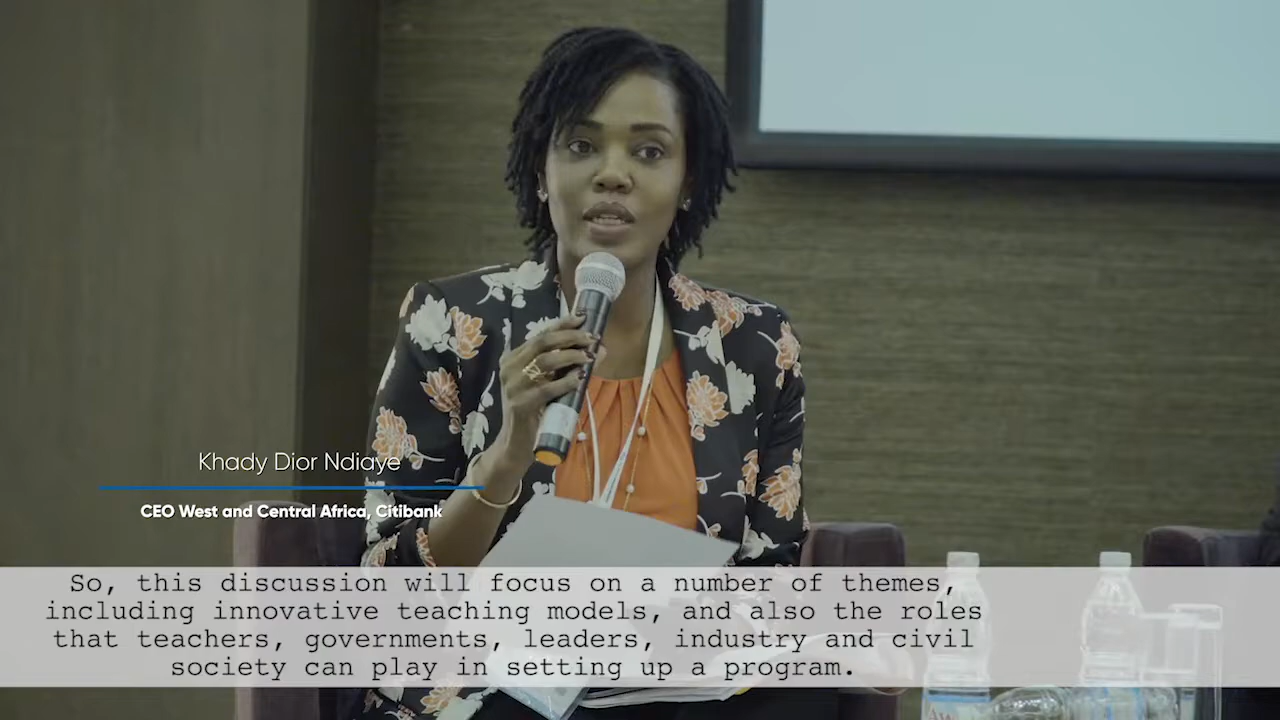 Khady Dior Ndiaye
CEO West and Central Africa, Citibank
So, this discussion will focus on a number of themes,
including innovative teaching models, and also the roles
that teachers, governments, leaders, industry and civil
society can play in setting up a program.